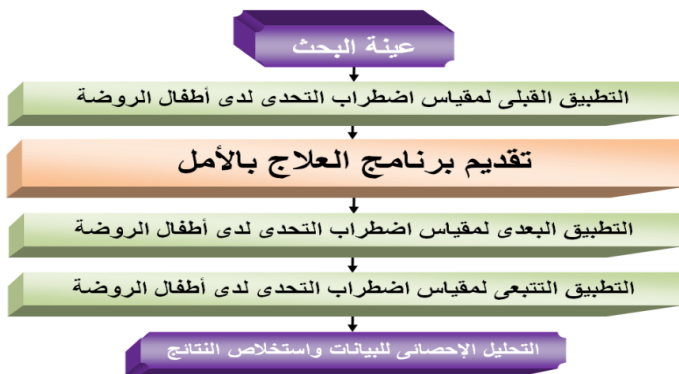 عينة البحث
التطبيق القبلى لمقياس اضطراب التحدى لدى أطفال الروضة
تقديم برنامج العلاج بالأمل
التطبيق البعدى لمقياس اضطراب التحدى لدى أطفال الروضة
التطبيق التتبعى لمقياس اضطراب التحدى لدى أطفال الروضة
التحليل الإحصائى للبيانات واستخلاص النتائج